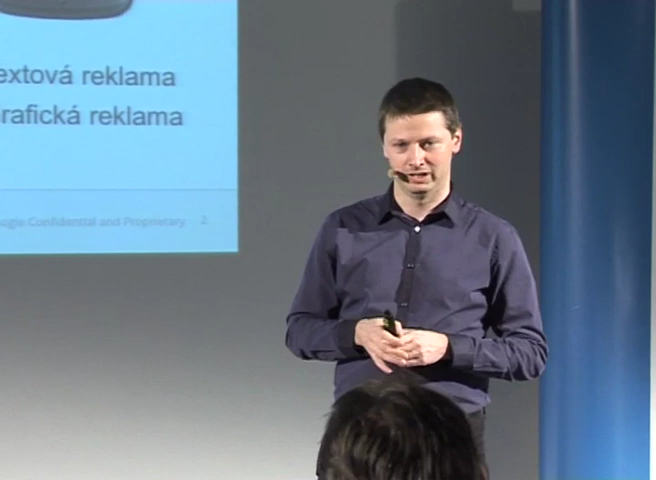 extová reklama
rafická reklama
ogle Confidential and Proprietary 2